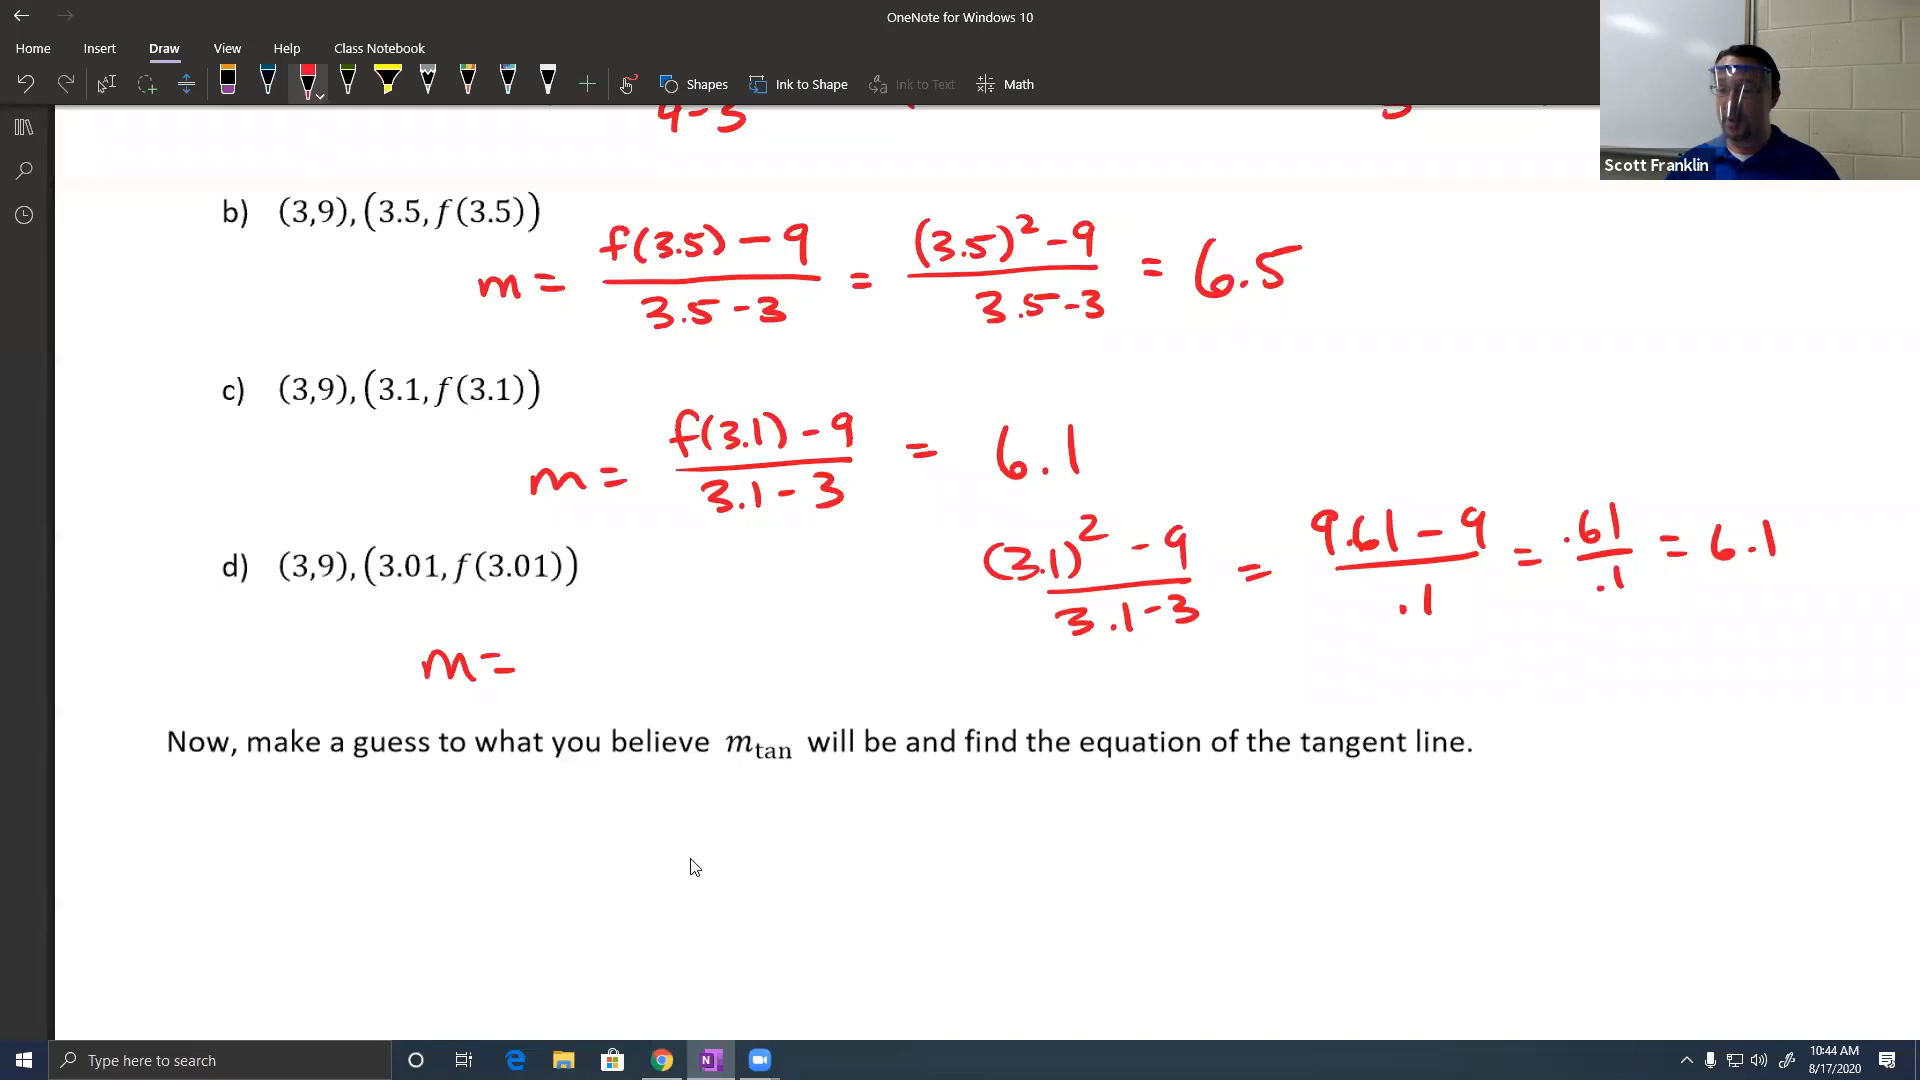 OneNote for Windows 10
Home Insert Draw View Help Class Notebook
Shapes Ink to Shape Ink to Text Math
Scott Franklin
4-3
b) (3,9), (3.5, f(3.5))
m = f(3.5) - 9 / 3.5 - 3 = (3.5)² - 9 / 3.5 - 3 = 6.5
c) (3,9), (3.1, f(3.1))
m = f(3.1) - 9 / 3.1 - 3 = 6.1
(3.1)² - 9 / 3.1 - 3 = 9.61 - 9 / .1 = .61 / .1 = 6.1
d) (3,9), (3.01, f(3.01))
m =
Now, make a guess to what you believe m_tan will be and find the equation of the tangent line.
Type here to search
10:44 AM
8/17/2020